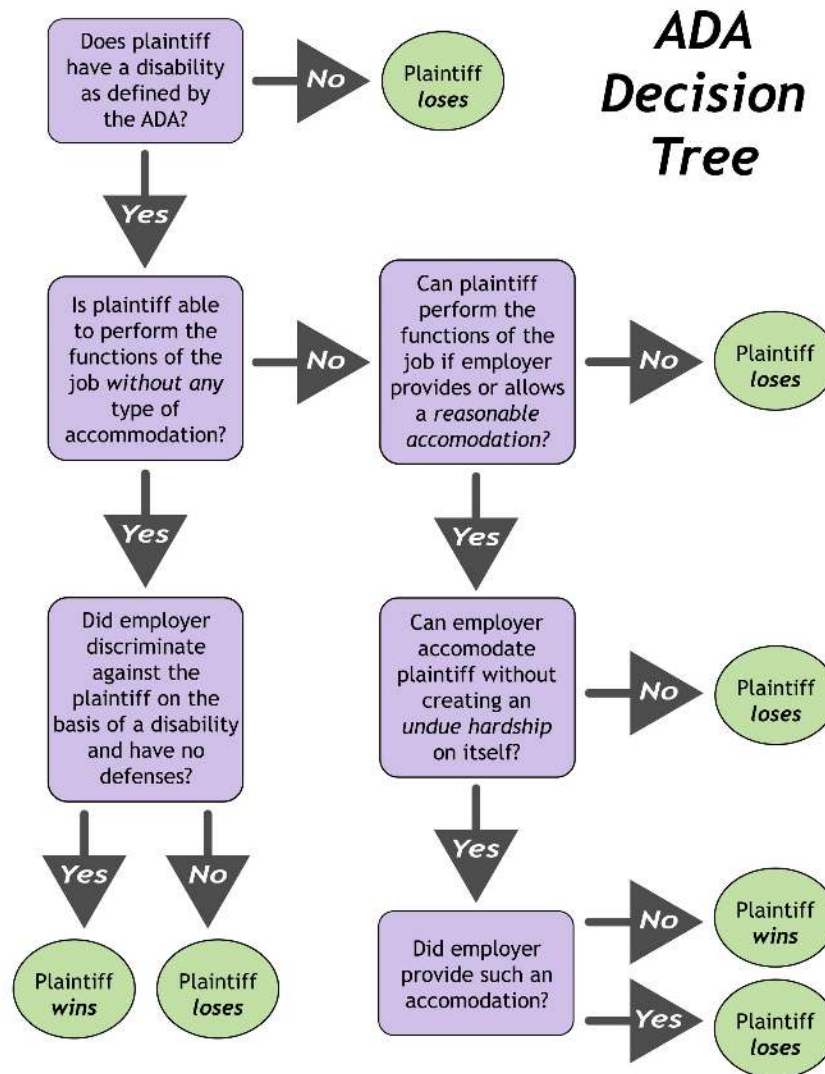 ADA
Decision
Tree
Does plaintiff
have a disability
as defined by
the ADA?
No
Plaintiff
loses
Yes
Is plaintiff able
to perform the
functions of the
job without any
type of
accommodation?
No
Can plaintiff
perform the
functions of the
job if employer
provides or allows
a reasonable
accomodation?
No
Plaintiff
loses
Yes
Yes
Did employer
discriminate
against the
plaintiff on the
basis of a disability
and have no
defenses?
Can employer
accomodate
plaintiff without
creating an
undue hardship
on itself?
No
Plaintiff
loses
Yes
No
Yes
Plaintiff
wins
Plaintiff
loses
Did employer
provide such an
accomodation?
No
Plaintiff
wins
Yes
Plaintiff
loses